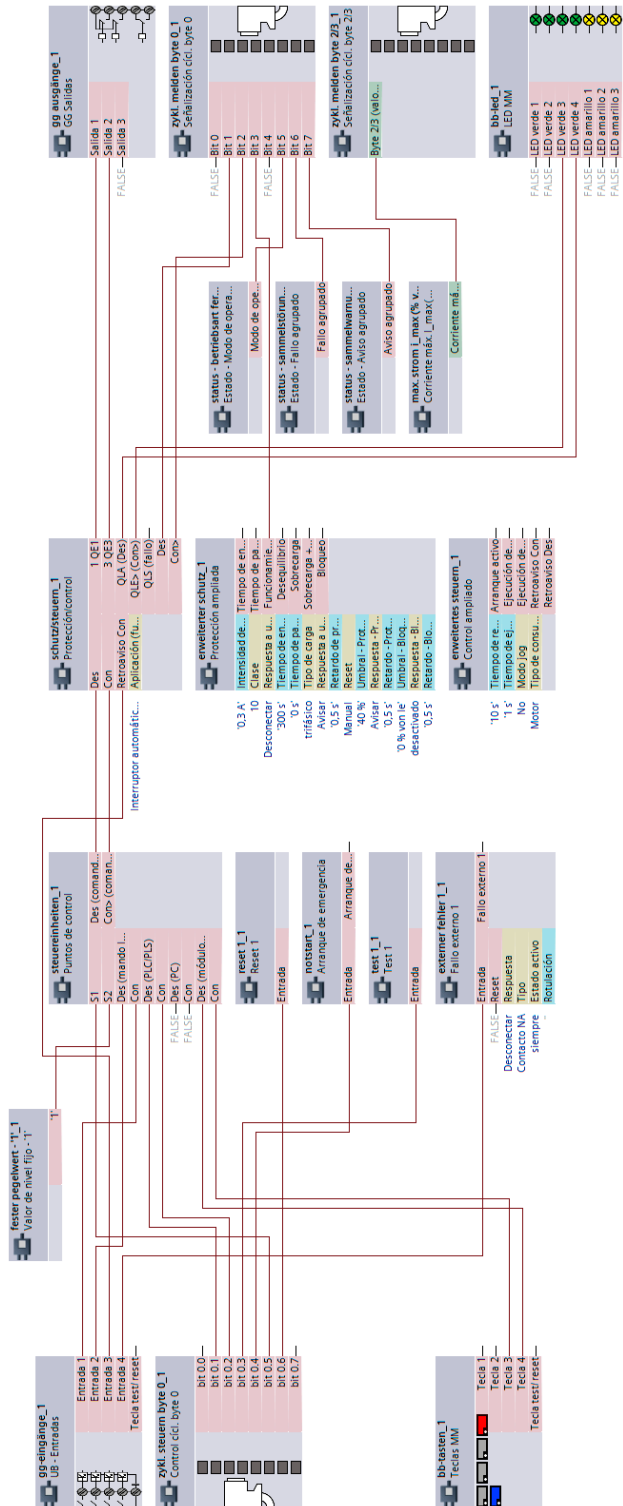 fester pegelwert - '1'_1
Valor de nivel fijo - '1'
'1'
gg-eingänge_1
UB - Entradas
Entrada 1
Entrada 2
Entrada 3
Entrada 4
Tecla test/ reset
zykl. steuern byte 0_1
Control cícl. byte 0
bit 0.0
bit 0.1
bit 0.2
bit 0.3
bit 0.4
bit 0.5
bit 0.6
bit 0.7
bb-tasten_1
Teclas MM
Tecla 1
Tecla 2
Tecla 3
Tecla 4
Tecla test/ reset
steuereinheiten_1
Puntos de control
S1
S2
Des (mando l...
Con
Des (PLC/PLS)
Con
FALSE
Des (PC)
FALSE
Con
Des (módulo...
Con
Des (comand...
Con> (coman...
reset 1_1
Reset 1
Entrada
notstart_1
Arranque de emergencia
Entrada
Arranque de...
test 1_1
Test 1
Entrada
externer fehler 1_1
Fallo externo 1
Entrada
Fallo externo 1
FALSE
Reset
Desconectar
Respuesta
Contacto NA
Tipo
siempre
Estado activo
-
Rotulación
schutz/steuern_1
Protección/control
Des
Con
Retroaviso Con
Interruptor automátic...
Aplicación (fu...
1 QE1
3 QE3
QLA (Des)
QLE> (Con>)
QLS (fallo)
Des
Con>
erweiterter schutz_1
Protección ampliada
'0,3 A'
Intensidad de...
Tiempo de en...
10
Clase
Tiempo de pa...
Desconectar
Respuesta a u...
Funcionamie...
'300 s'
Tiempo de en...
Desequilibrio
'0 s'
Tiempo de pa...
Sobrecarga
trifásico
Tipo de carga
Sobrecarga +...
Avisar
Respuesta a u...
Bloqueo
'0,5 s'
Retardo de pr...
Manual
Reset
'40 %'
Umbral - Prot...
Avisar
Respuesta - Pr...
'0,5 s'
Retardo - Prot...
'0 % von Ie'
Umbral - Bloq...
desactivado
Respuesta - Bl...
'0,5 s'
Retardo - Blo...
erweitertes steuern_1
Control ampliado
'10 s'
Tiempo de re...
Arranque activo
'1 s'
Tiempo de ej...
Ejecución de...
No
Modo jog
Ejecución de...
Motor
Tipo de consu...
Retroaviso Con
Retroaviso Des
status - betriebsart fer...
Estado - Modo de opera...
Modo de ope...
status - sammelstörun...
Estado - Fallo agrupado
Fallo agrupado
status - sammelwarnu...
Estado - Aviso agrupado
Aviso agrupado
max. strom i_max (% v...
Corriente máx. I_max(...
Corriente má...
gg ausgänge_1
GG Salidas
Salida 1
Salida 2
FALSE
Salida 3
zykl. melden byte 0_1
Señalización cícl. byte 0
FALSE
Bit 0
Bit 1
Bit 2
Bit 3
FALSE
Bit 4
Bit 5
Bit 6
Bit 7
zykl. melden byte 2/3_1
Señalización cícl. byte 2/3
Byte 2/3 (valo...
bb-led_1
LED MM
FALSE
LED verde 1
FALSE
LED verde 2
LED verde 3
LED verde 4
FALSE
LED amarillo 1
FALSE
LED amarillo 2
FALSE
LED amarillo 3